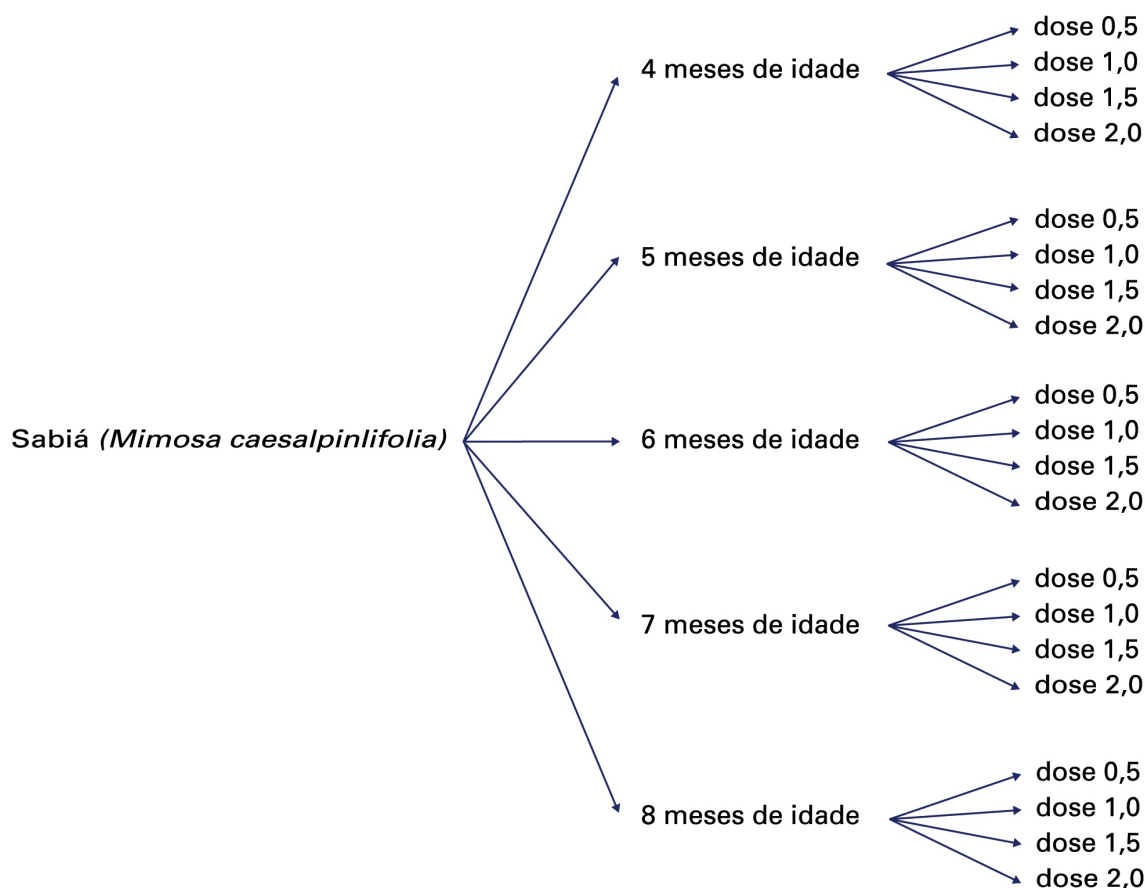 Sabiá (Mimosa caesalpinlifolia)
4 meses de idade
dose 0,5
dose 1,0
dose 1,5
dose 2,0
5 meses de idade
dose 0,5
dose 1,0
dose 1,5
dose 2,0
6 meses de idade
dose 0,5
dose 1,0
dose 1,5
dose 2,0
7 meses de idade
dose 0,5
dose 1,0
dose 1,5
dose 2,0
8 meses de idade
dose 0,5
dose 1,0
dose 1,5
dose 2,0